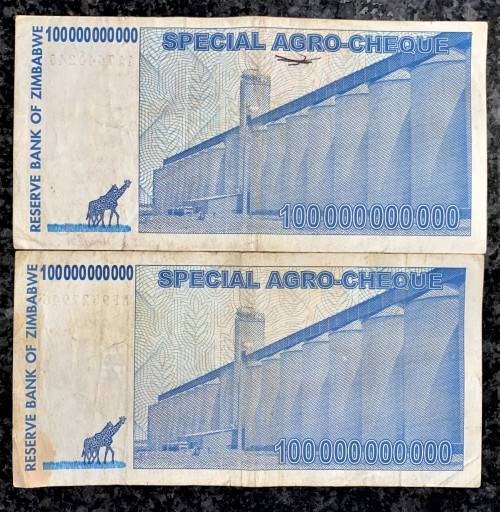 RESERVE BANK OF ZIMBABWE
100000000000
SPECIAL AGRO-CHEQUE
100 000 000 000
RESERVE BANK OF ZIMBABWE
100000000000
SPECIAL AGRO-CHEQUE
100 000 000 000